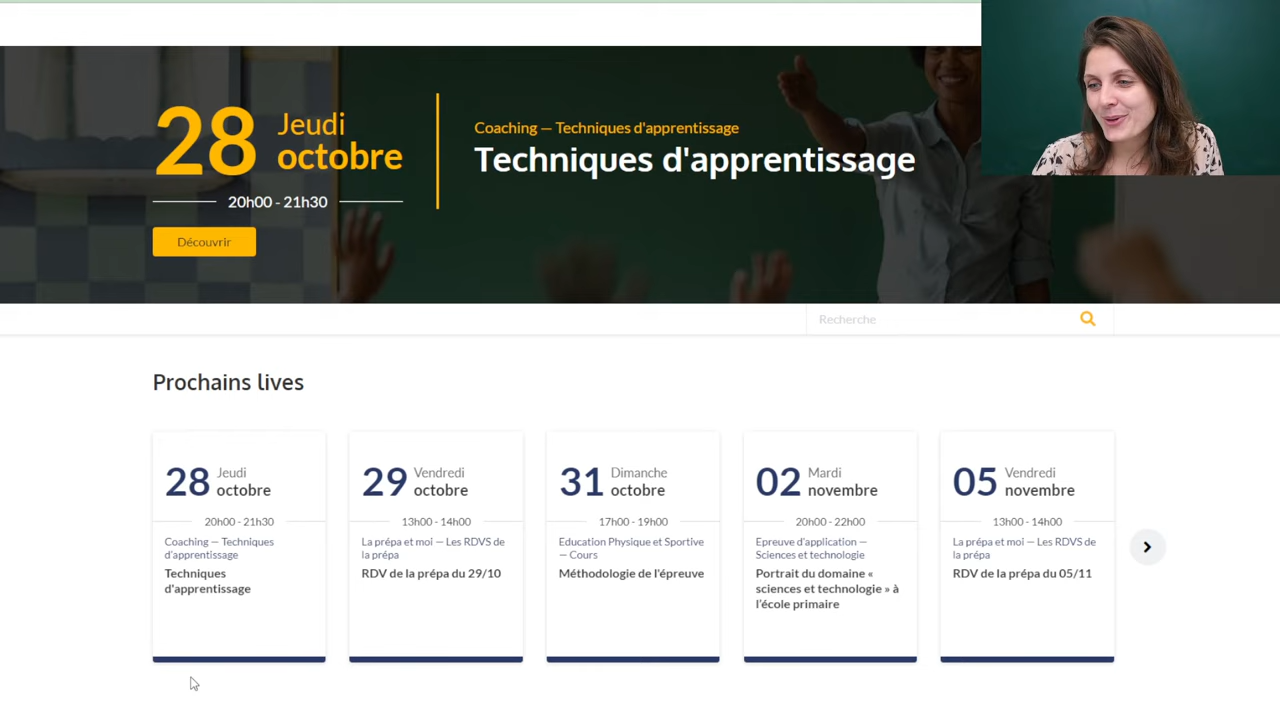 28 Jeudi
octobre
20h00 - 21h30
Découvrir
Coaching — Techniques d'apprentissage
Techniques d'apprentissage
Recherche
Prochains lives
28 Jeudi
octobre
20h00 - 21h30
Coaching — Techniques
d'apprentissage
Techniques
d'apprentissage
29 Vendredi
octobre
13h00 - 14h00
La prépa et moi — Les RDVS de
la prépa
RDV de la prépa du 29/10
31 Dimanche
octobre
17h00 - 19h00
Education Physique et Sportive
— Cours
Méthodologie de l'épreuve
02 Mardi
novembre
20h00 - 22h00
Epreuve d'application —
Sciences et technologie
Portrait du domaine «
sciences et technologie » à
l'école primaire
05 Vendredi
novembre
13h00 - 14h00
La prépa et moi — Les RDVS de
la prépa
RDV de la prépa du 05/11